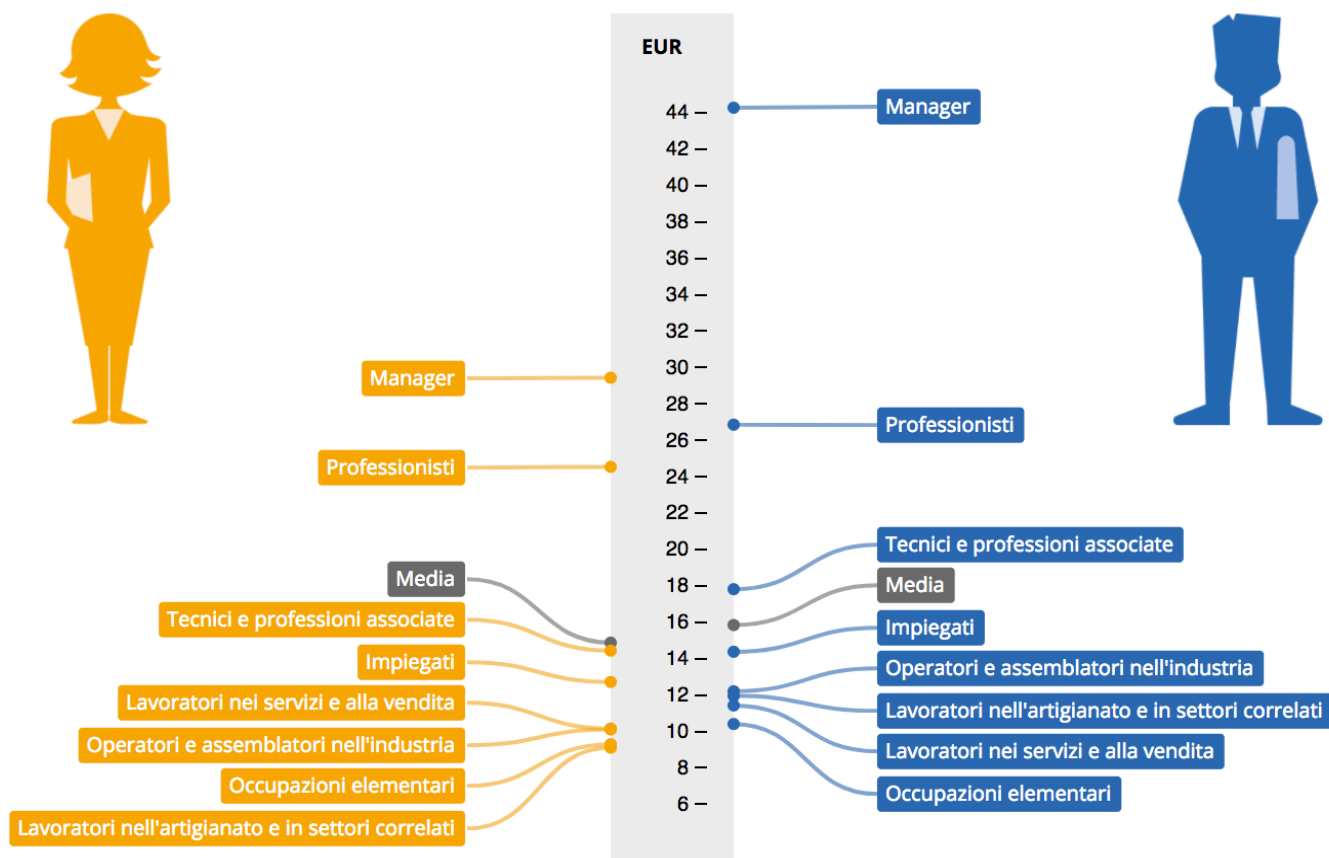 EUR
44
42
40
38
36
34
32
30
28
26
24
22
20
18
16
14
12
10
8
6
Manager
Professionisti
Media
Tecnici e professioni associate
Impiegati
Lavoratori nei servizi e alla vendita
Operatori e assemblatori nell'industria
Occupazioni elementari
Lavoratori nell'artigianato e in settori correlati
Manager
Professionisti
Tecnici e professioni associate
Media
Impiegati
Operatori e assemblatori nell'industria
Lavoratori nell'artigianato e in settori correlati
Lavoratori nei servizi e alla vendita
Occupazioni elementari